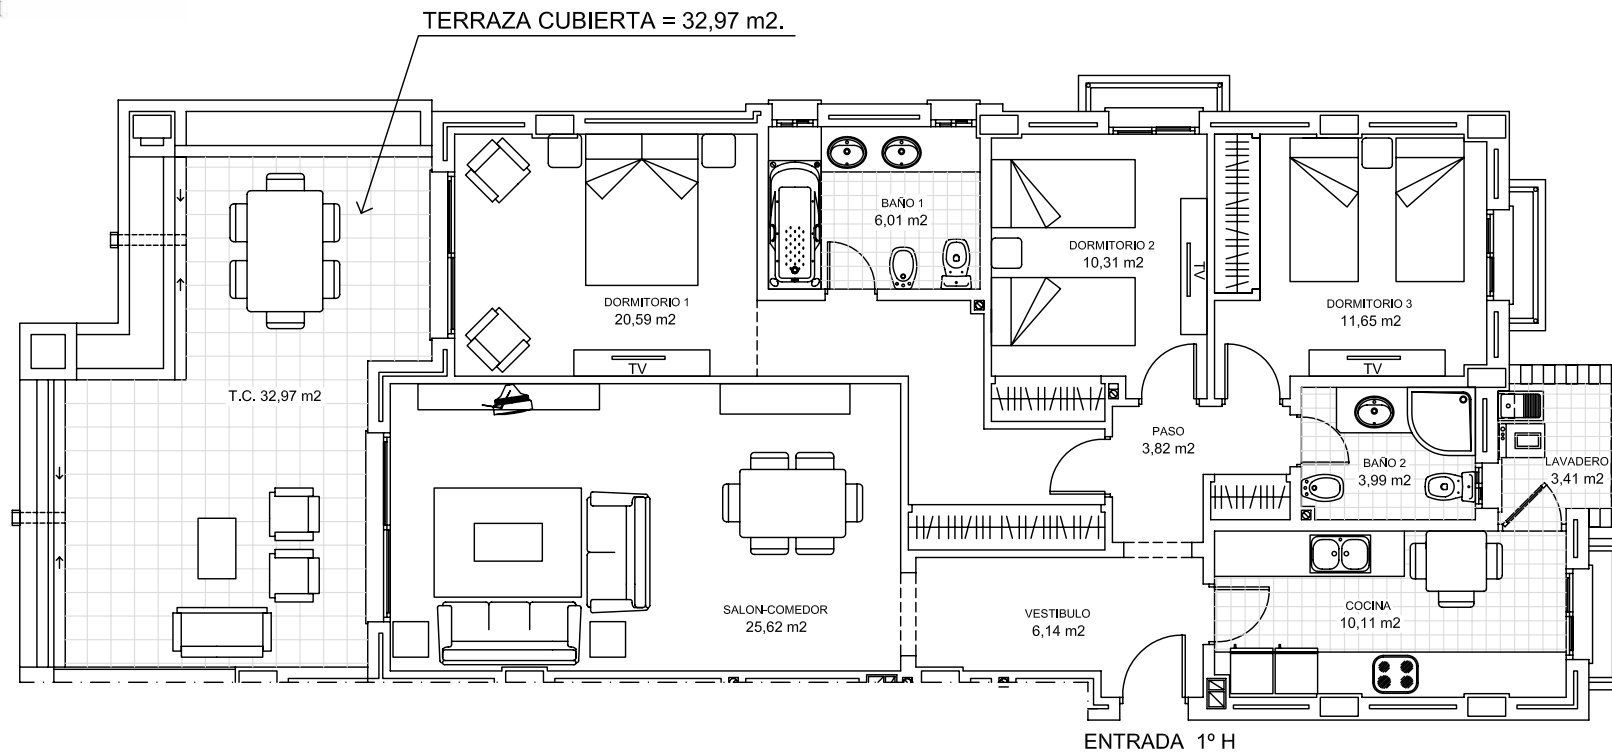 TERRAZA CUBIERTA = 32,97 m2.
BAÑO 1
6,01 m2
DORMITORIO 2
10,31 m2
TV
DORMITORIO 1
20,59 m2
TV
DORMITORIO 3
11,65 m2
TV
T.C. 32,97 m2
PASO
3,82 m2
BAÑO 2
3,99 m2
LAVADERO
3,41 m2
SALON-COMEDOR
25,62 m2
VESTIBULO
6,14 m2
COCINA
10,11 m2
ENTRADA 1º H